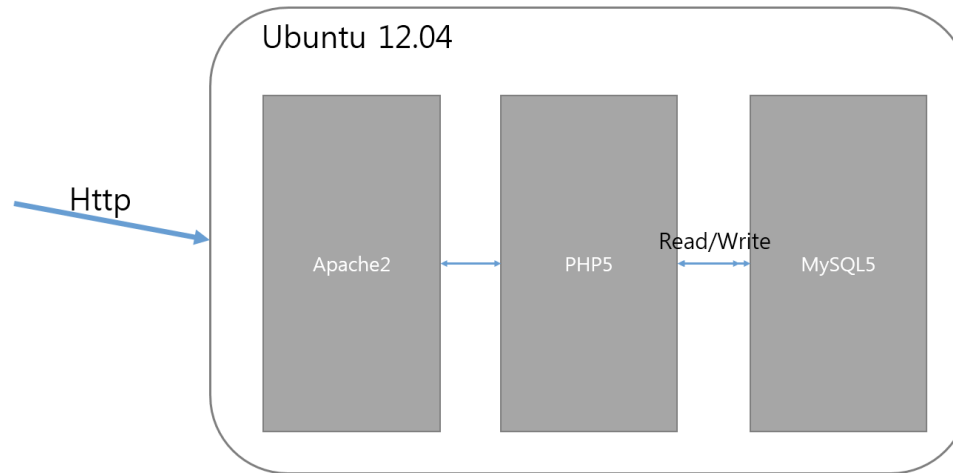 Ubuntu 12.04
Http
Read/Write
Apache2
PHP5
MySQL5